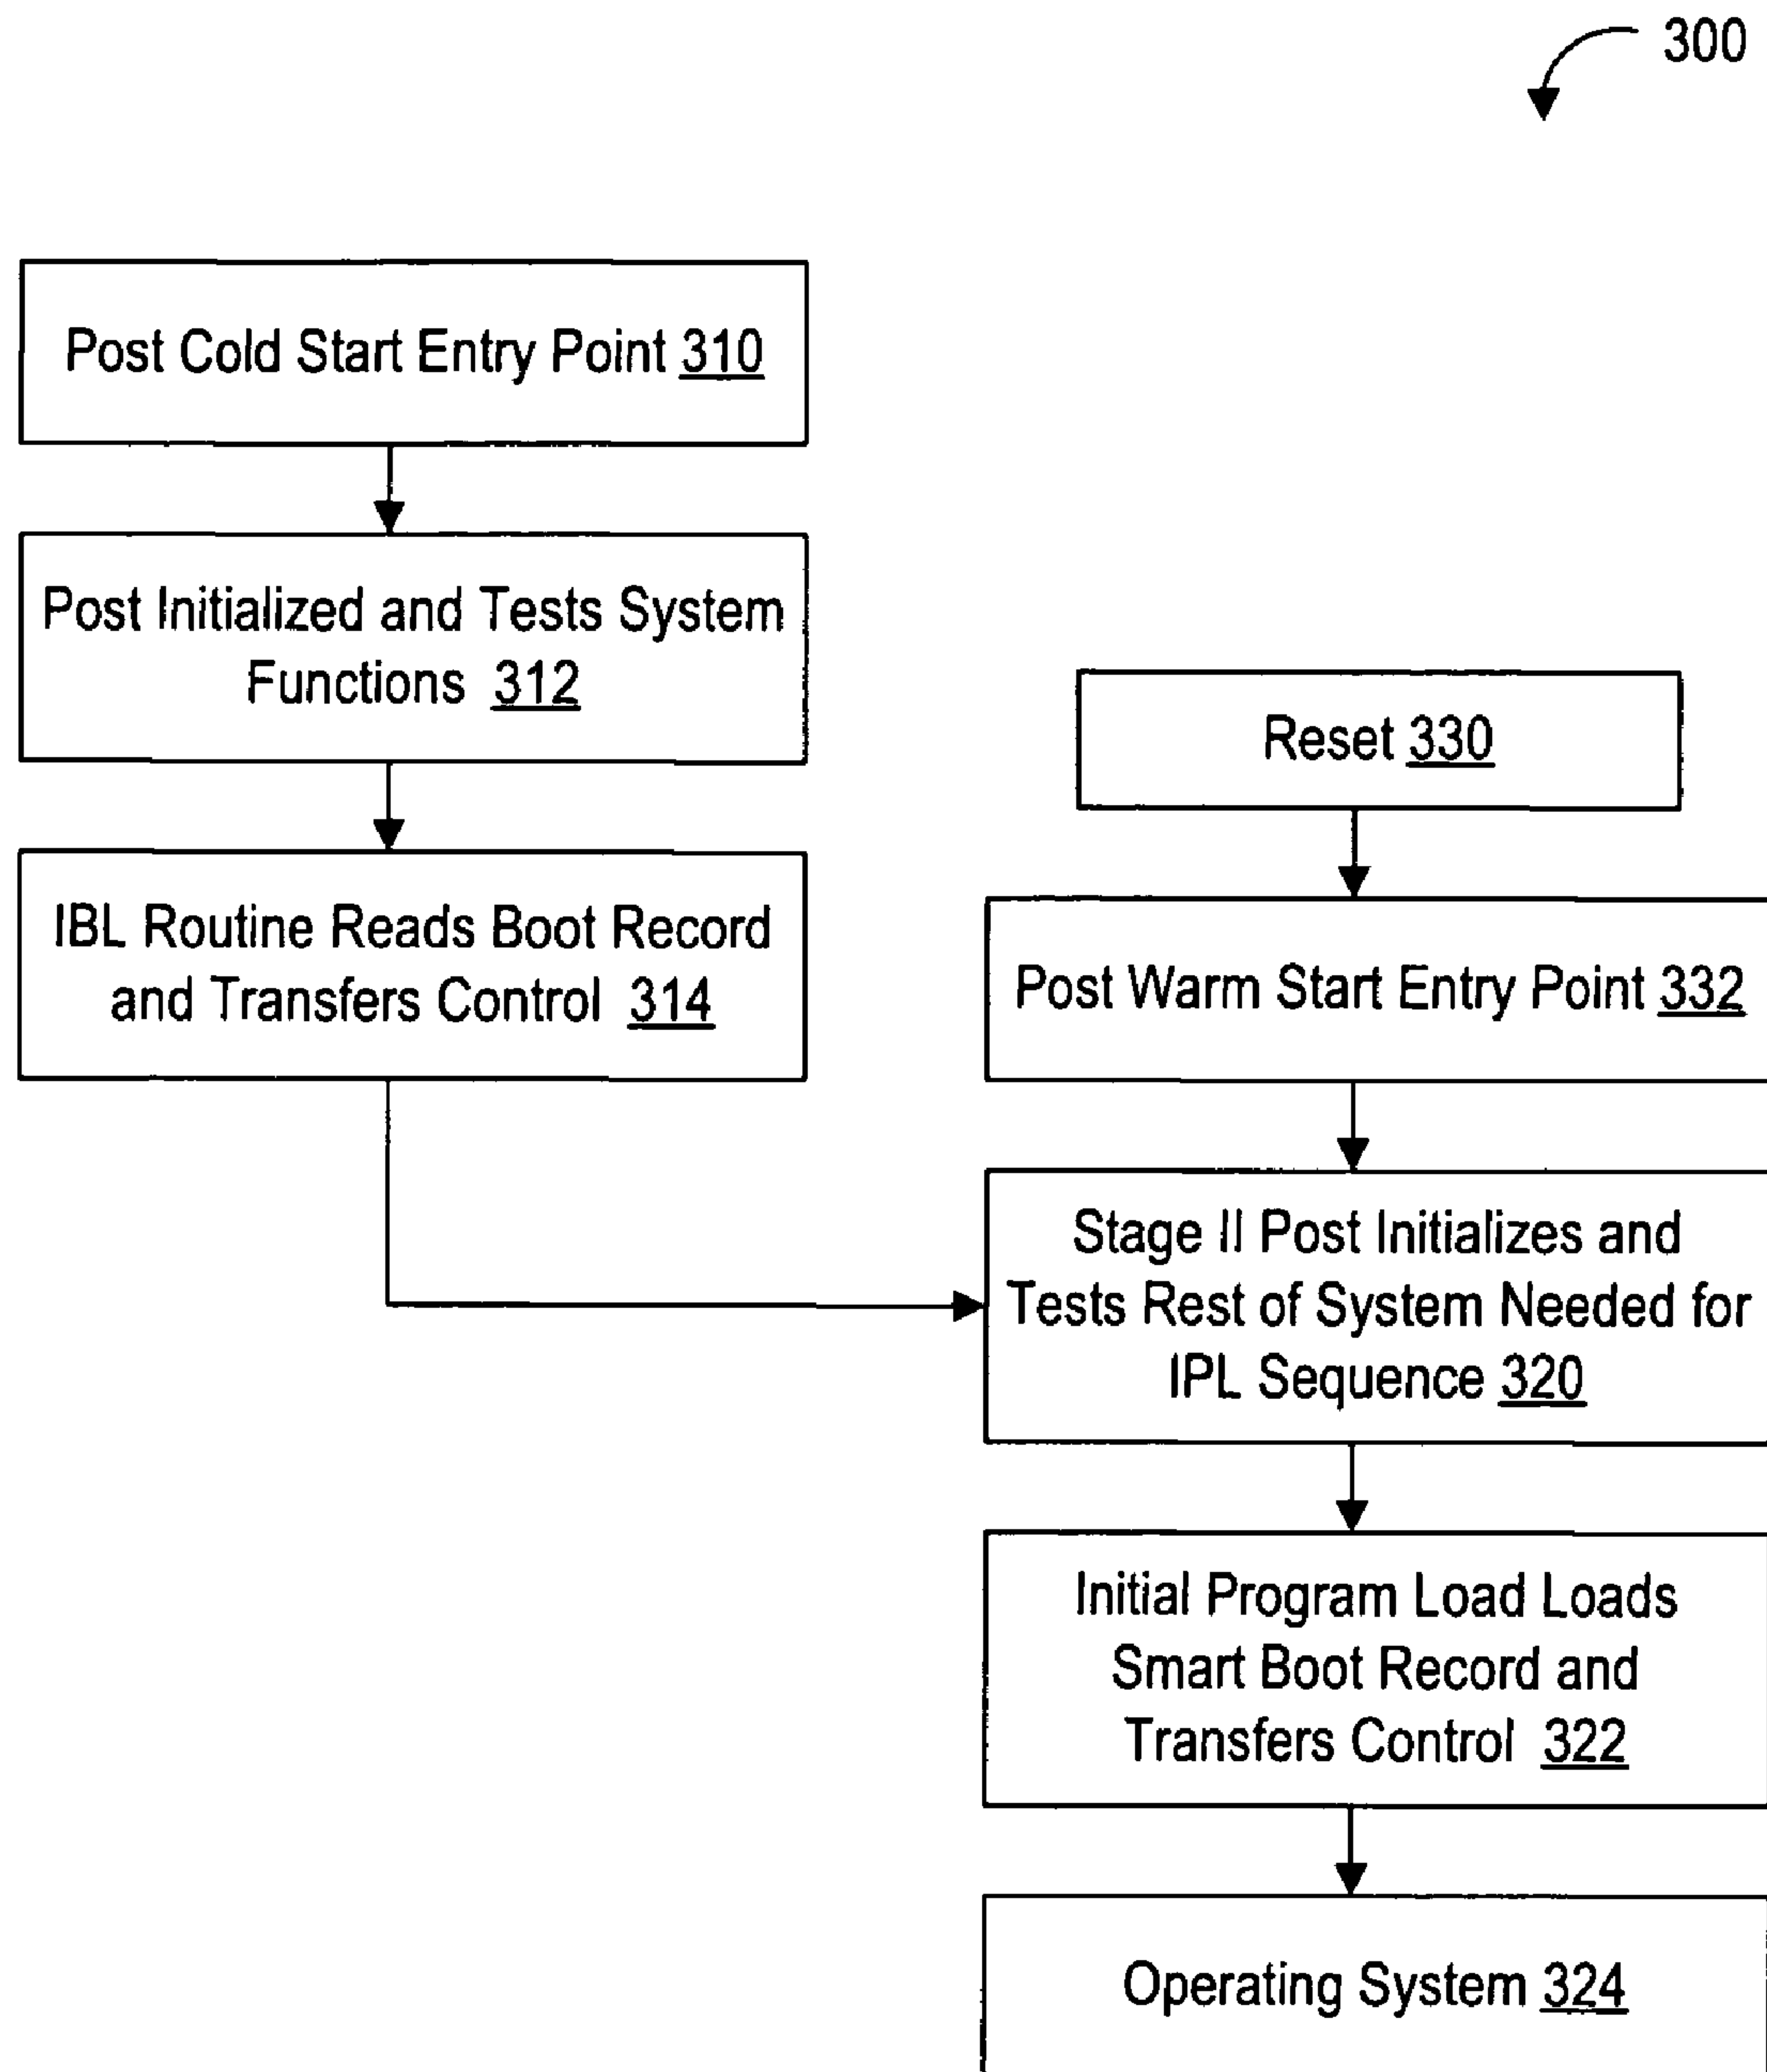 300
Post Cold Start Entry Point 310
Post Initialized and Tests System
Functions 312
IBL Routine Reads Boot Record
and Transfers Control 314
Reset 330
Post Warm Start Entry Point 332
Stage II Post Initializes and
Tests Rest of System Needed for
IPL Sequence 320
Initial Program Load Loads
Smart Boot Record and
Transfers Control 322
Operating System 324